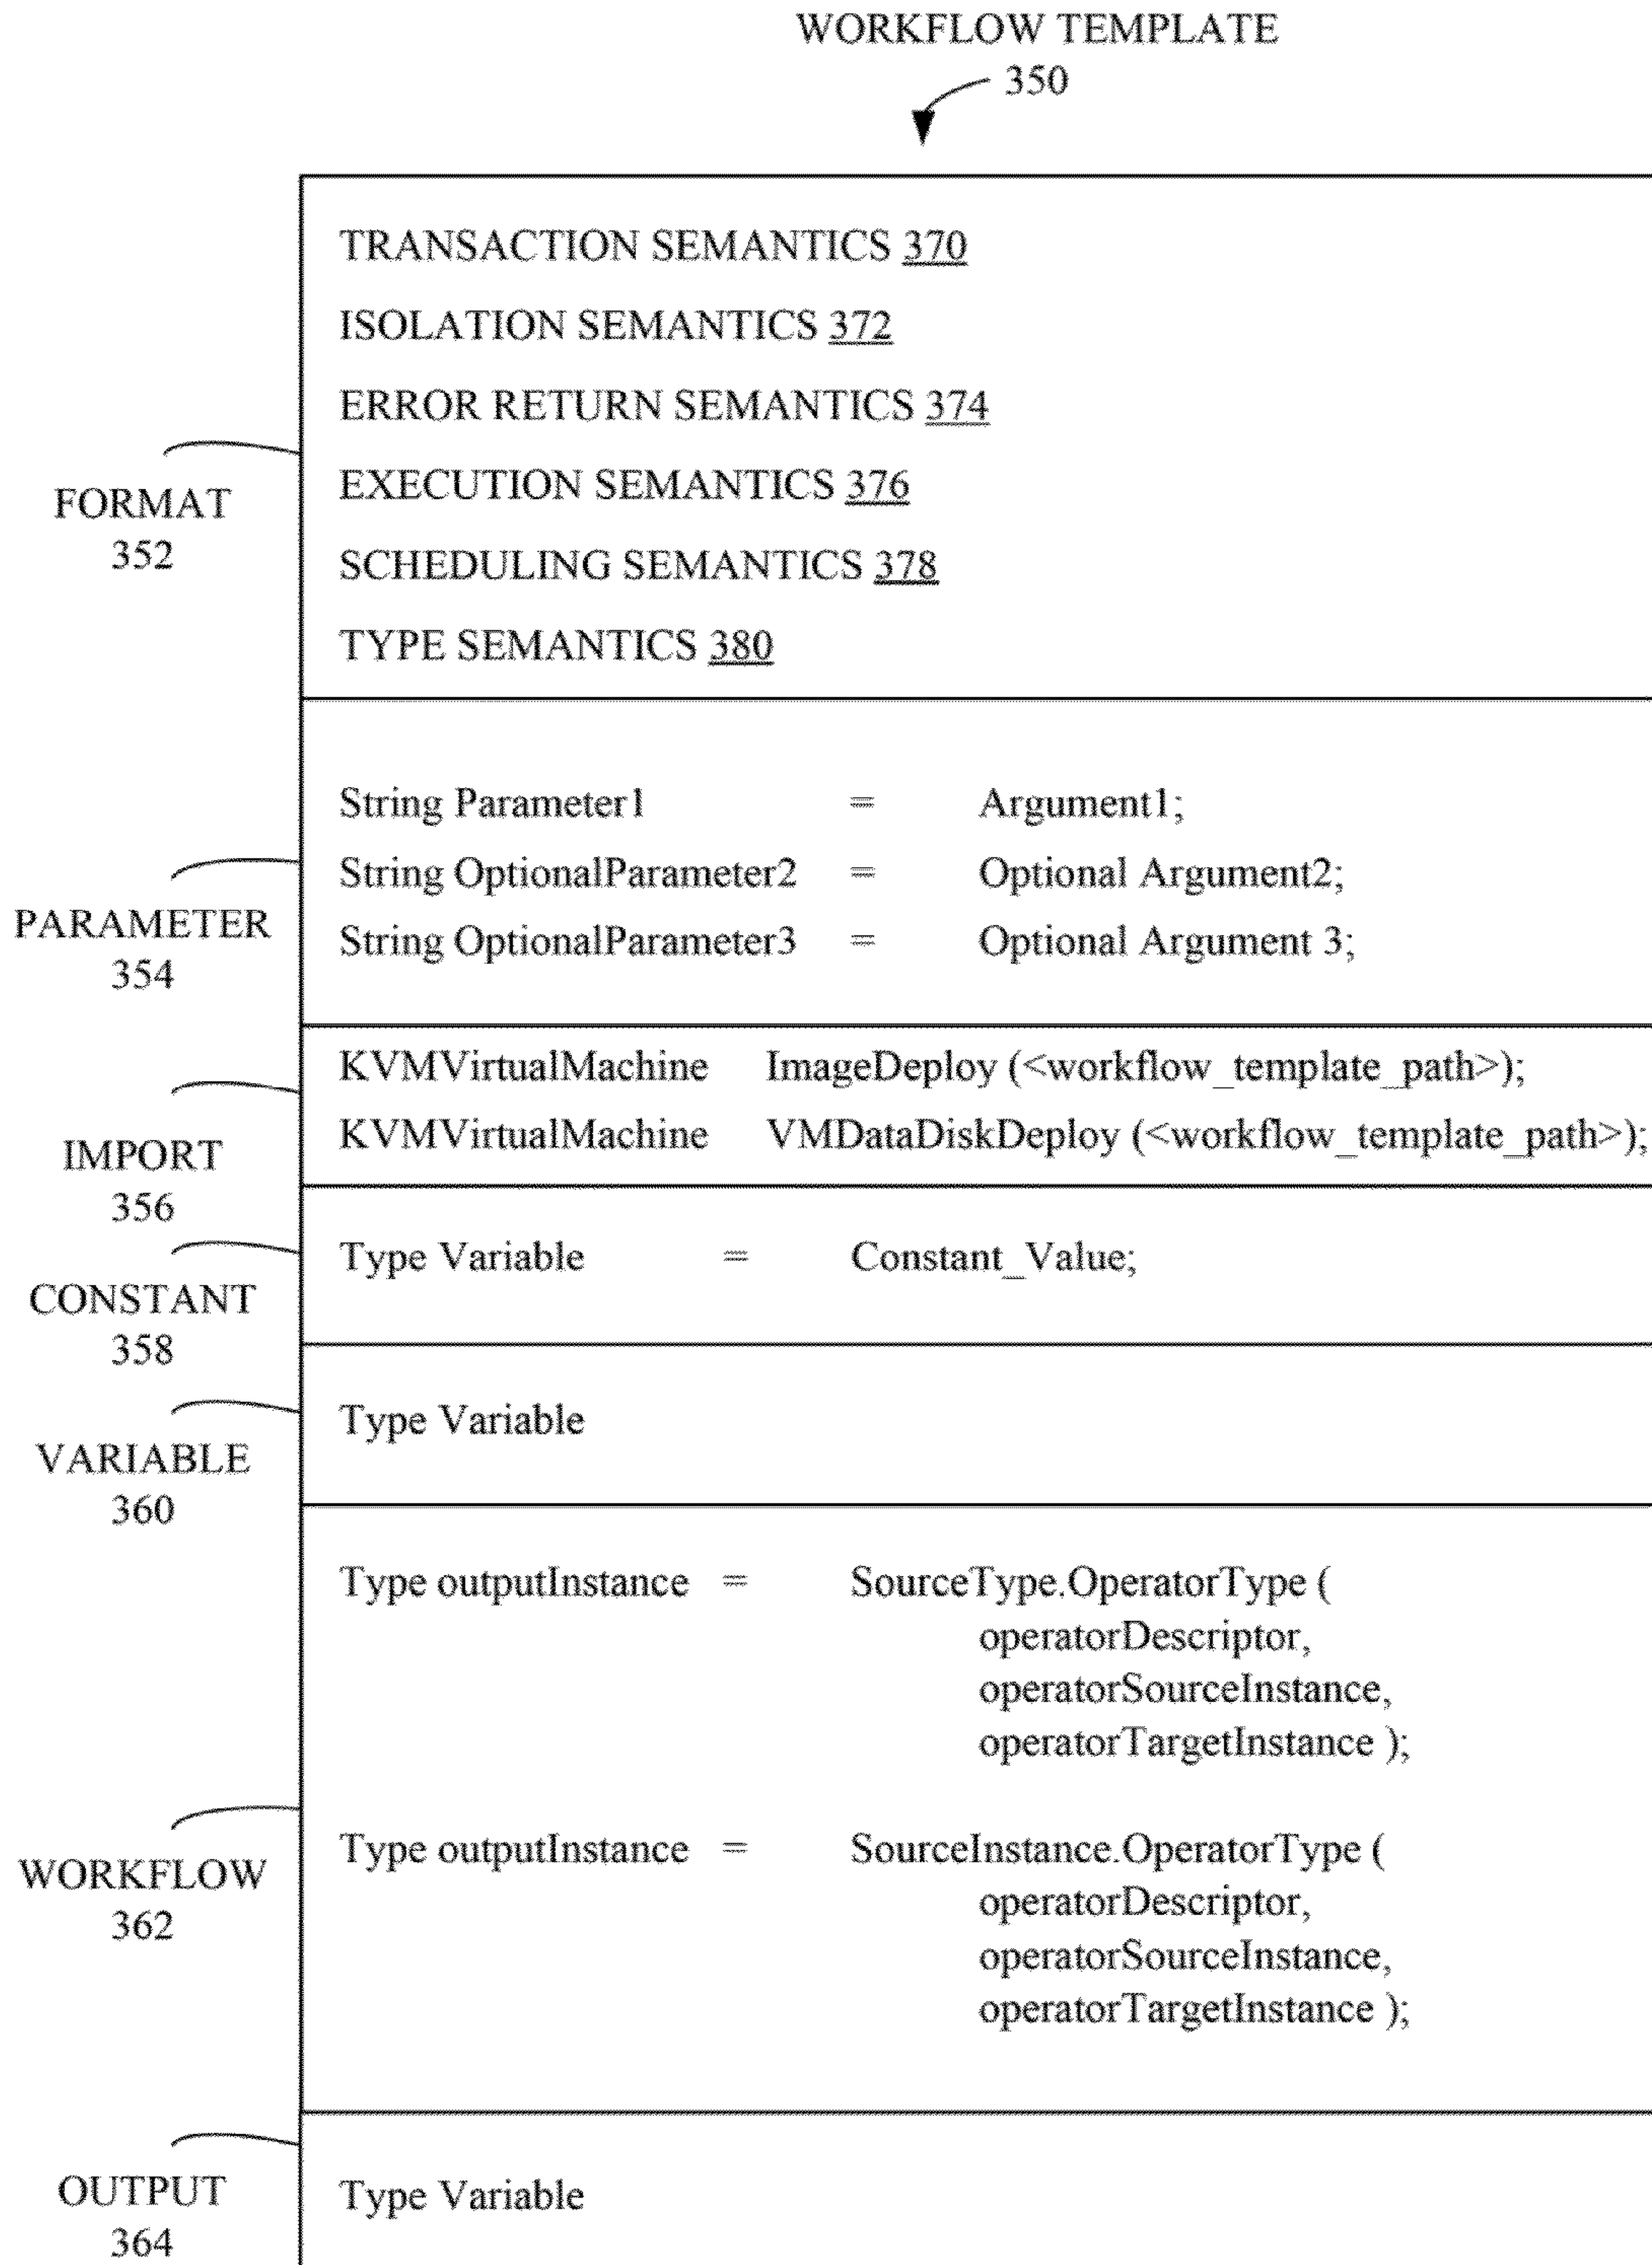 WORKFLOW TEMPLATE
350
TRANSACTION SEMANTICS 370
ISOLATION SEMANTICS 372
ERROR RETURN SEMANTICS 374
EXECUTION SEMANTICS 376
SCHEDULING SEMANTICS 378
TYPE SEMANTICS 380
FORMAT
352
String Parameter1 = Argument1;
String OptionalParameter2 = Optional Argument2;
String OptionalParameter3 = Optional Argument 3;
PARAMETER
354
KVMVirtualMachine ImageDeploy (<workflow_template_path>);
KVMVirtualMachine VMDataDiskDeploy (<workflow_template_path>);
IMPORT
356
Type Variable = Constant_Value;
CONSTANT
358
Type Variable
VARIABLE
360
Type outputInstance = SourceType.OperatorType (
operatorDescriptor,
operatorSourceInstance,
operatorTargetInstance );
Type outputInstance = SourceInstance.OperatorType (
operatorDescriptor,
operatorSourceInstance,
operatorTargetInstance );
WORKFLOW
362
Type Variable
OUTPUT
364